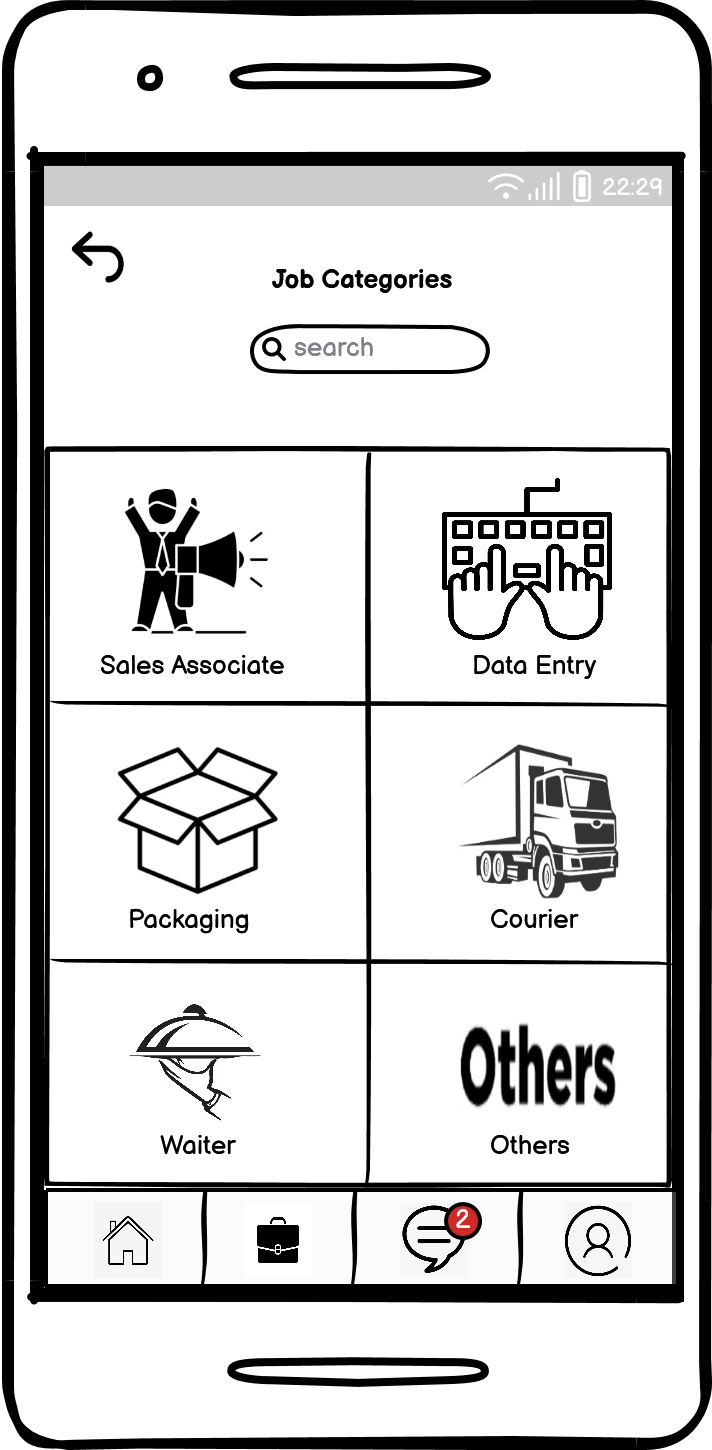 22:29
Job Categories
search
Sales Associate
Data Entry
Packaging
Courier
Others
Waiter
Others
2